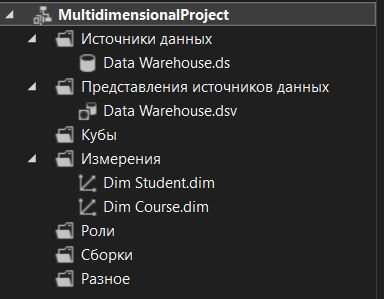 MultidimensionalProject
Источники данных
Data Warehouse.ds
Представления источников данных
Data Warehouse.dsv
Кубы
Измерения
Dim Student.dim
Dim Course.dim
Роли
Сборки
Разное